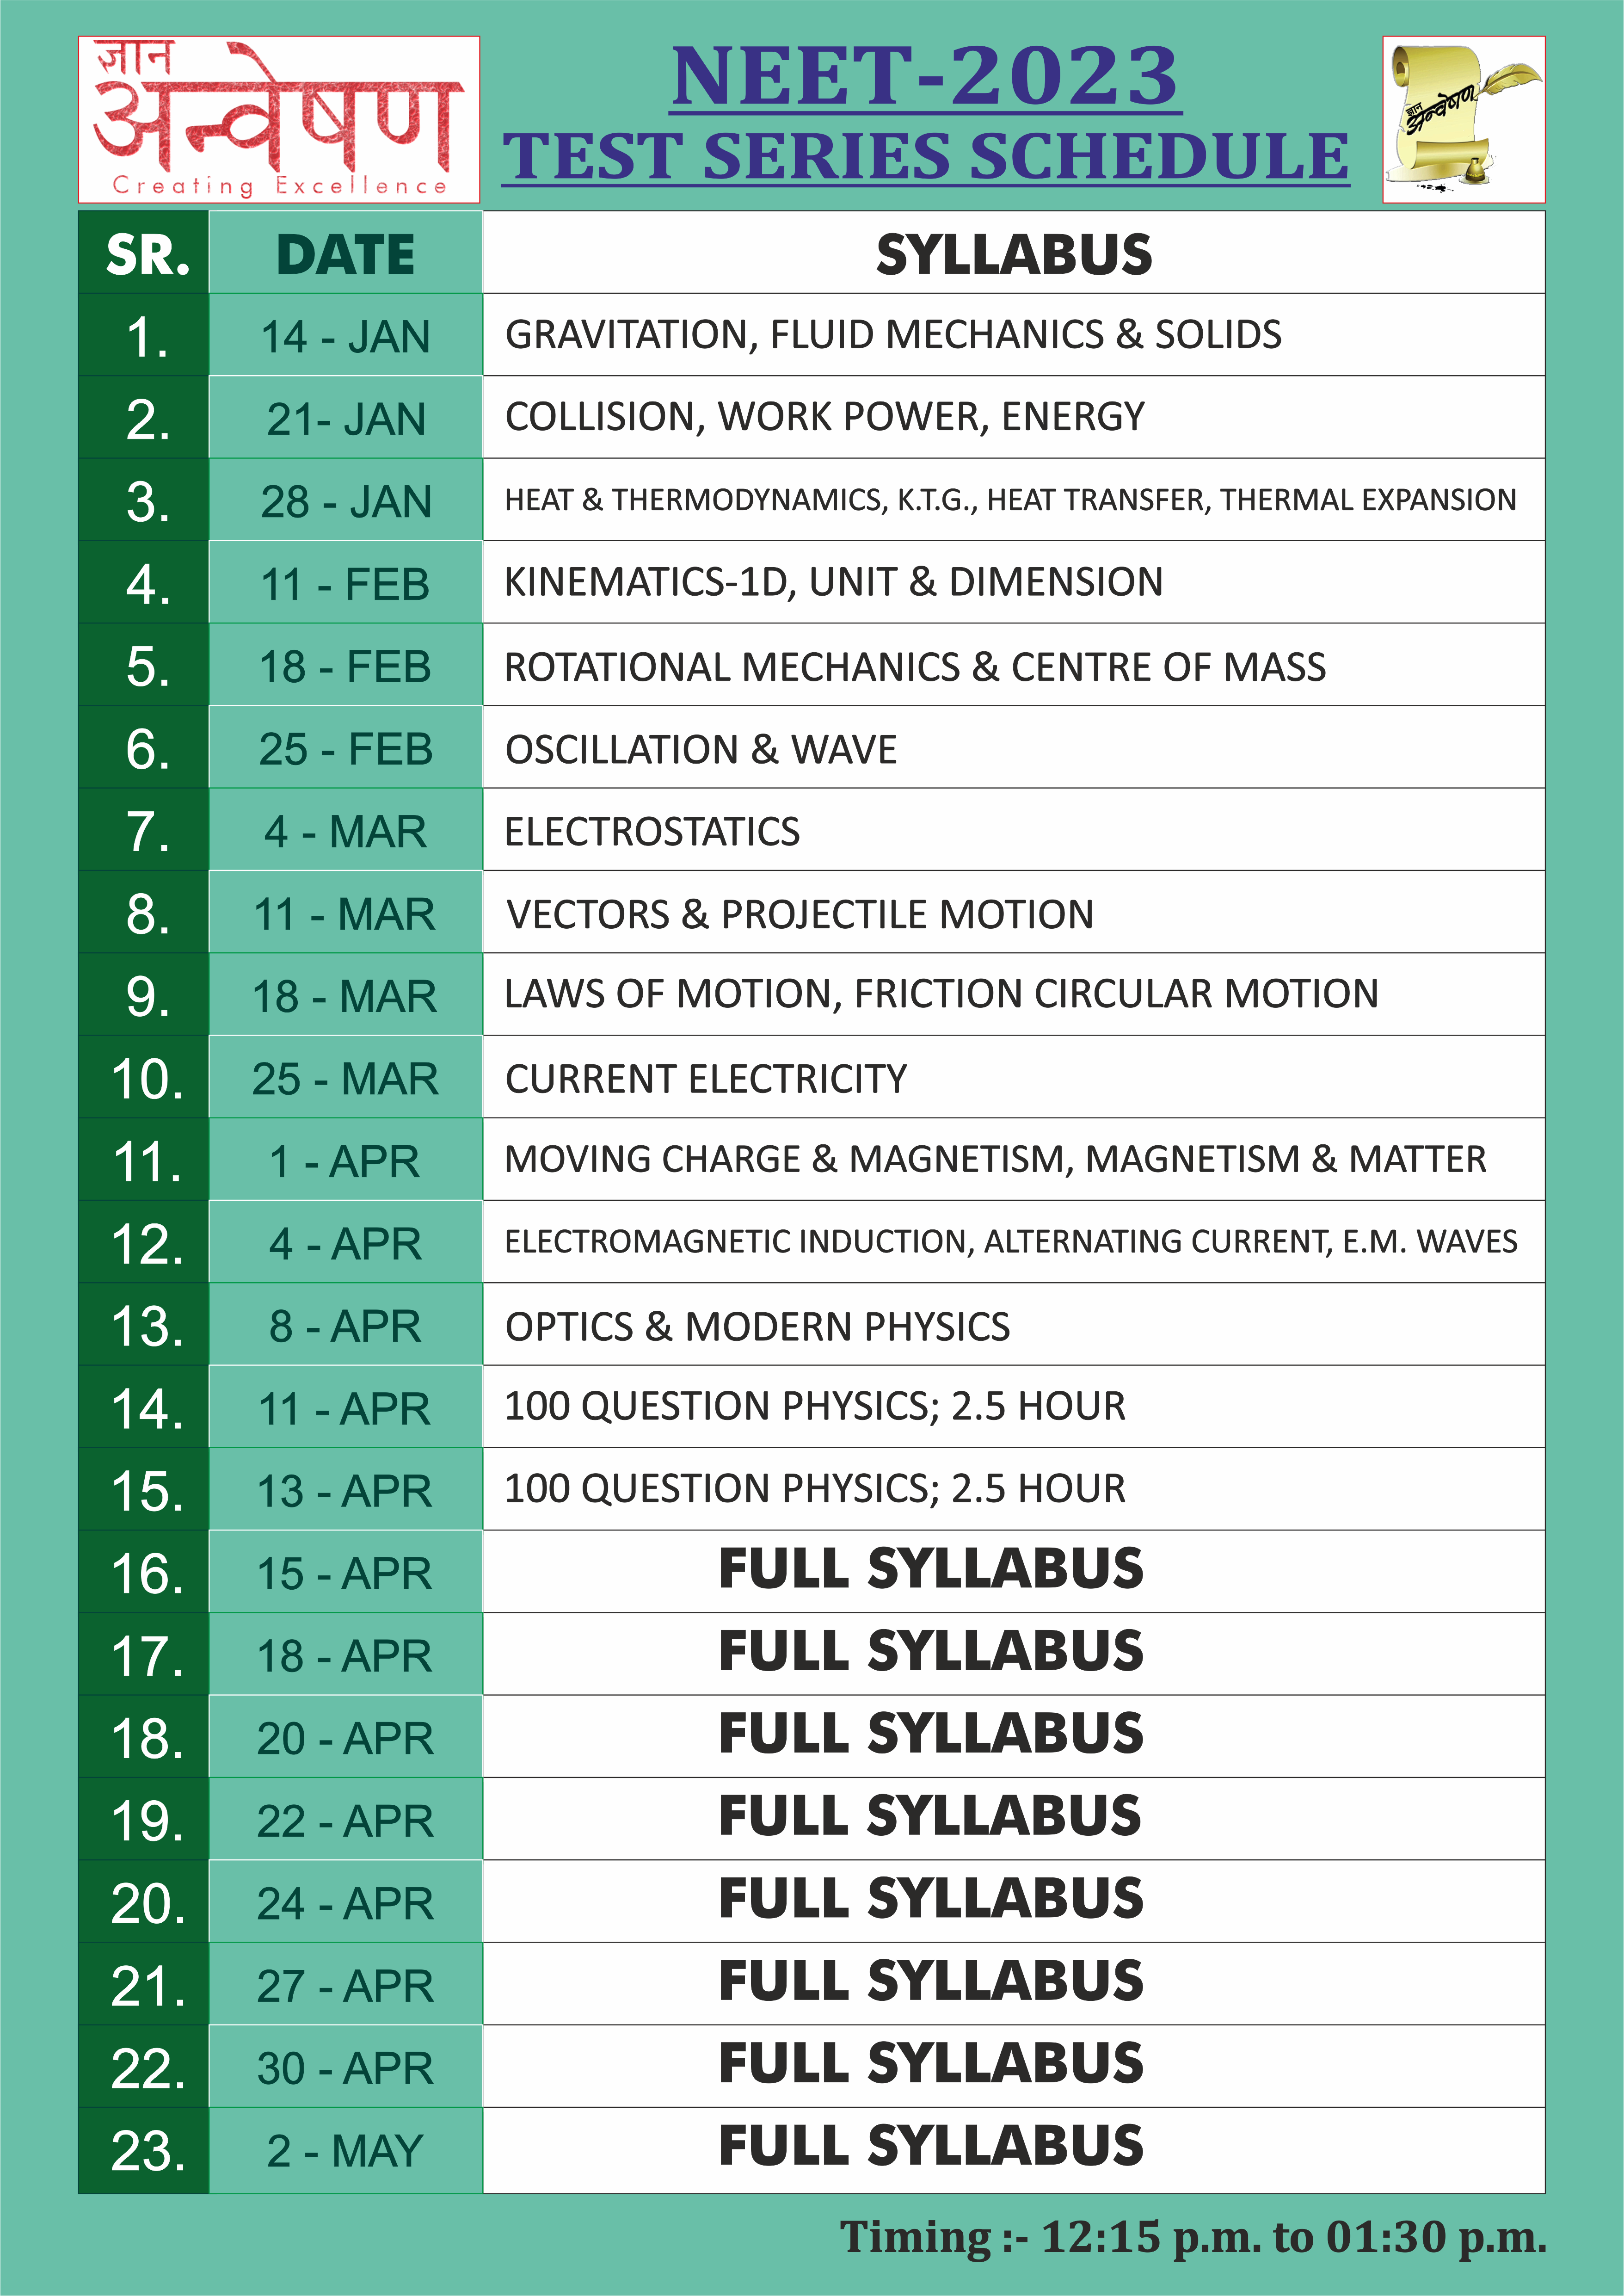 ज्ञान
अन्वेषण
Creating Excellence
NEET-2023
TEST SERIES SCHEDULE
ज्ञान
अन्वेषण
SR. DATE SYLLABUS
1. 14 - JAN GRAVITATION, FLUID MECHANICS & SOLIDS
2. 21- JAN COLLISION, WORK POWER, ENERGY
3. 28 - JAN HEAT & THERMODYNAMICS, K.T.G., HEAT TRANSFER, THERMAL EXPANSION
4. 11 - FEB KINEMATICS-1D, UNIT & DIMENSION
5. 18 - FEB ROTATIONAL MECHANICS & CENTRE OF MASS
6. 25 - FEB OSCILLATION & WAVE
7. 4 - MAR ELECTROSTATICS
8. 11 - MAR VECTORS & PROJECTILE MOTION
9. 18 - MAR LAWS OF MOTION, FRICTION CIRCULAR MOTION
10. 25 - MAR CURRENT ELECTRICITY
11. 1 - APR MOVING CHARGE & MAGNETISM, MAGNETISM & MATTER
12. 4 - APR ELECTROMAGNETIC INDUCTION, ALTERNATING CURRENT, E.M. WAVES
13. 8 - APR OPTICS & MODERN PHYSICS
14. 11 - APR 100 QUESTION PHYSICS; 2.5 HOUR
15. 13 - APR 100 QUESTION PHYSICS; 2.5 HOUR
16. 15 - APR FULL SYLLABUS
17. 18 - APR FULL SYLLABUS
18. 20 - APR FULL SYLLABUS
19. 22 - APR FULL SYLLABUS
20. 24 - APR FULL SYLLABUS
21. 27 - APR FULL SYLLABUS
22. 30 - APR FULL SYLLABUS
23. 2 - MAY FULL SYLLABUS
Timing :- 12:15 p.m. to 01:30 p.m.